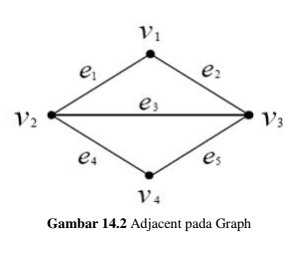 v1
e1 e2
v2 e3 v3
e4 e5
v4
Gambar 14.2 Adjacent pada Graph